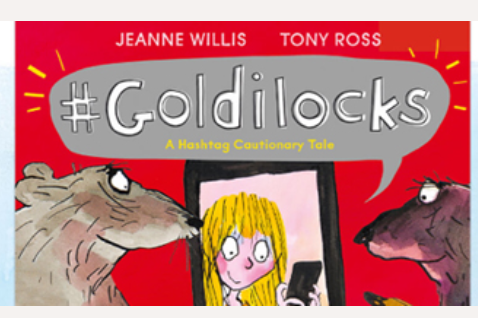 JEANNE WILLIS TONY ROSS
#Goldilocks
A Hashtag Cautionary Tale